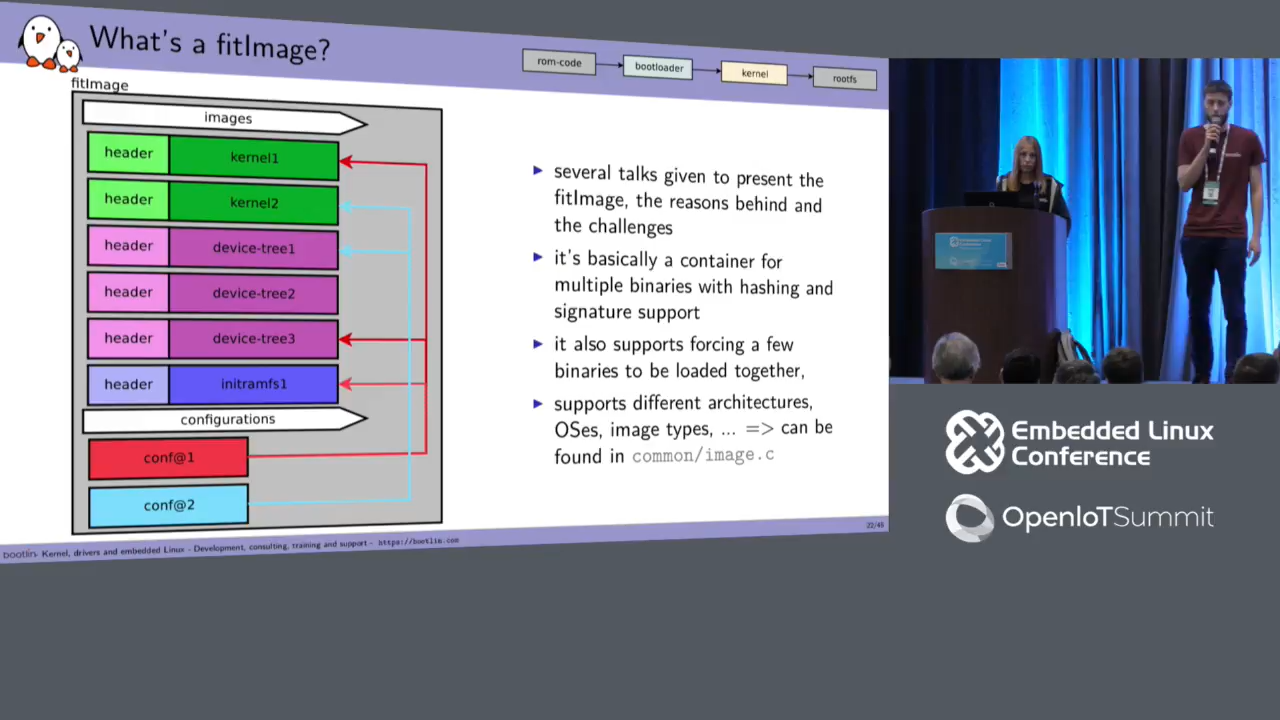 What's a fitImage?
rom-code
bootloader
kernel
rootfs
fitImage
images
header kernel1
header kernel2
header device-tree1
header device-tree2
header device-tree3
header initramfs1
configurations
conf@1
conf@2
several talks given to present the
fitImage, the reasons behind and
the challenges
it's basically a container for
multiple binaries with hashing and
signature support
it also supports forcing a few
binaries to be loaded together,
supports different architectures,
OSes, image types, ... => can be
found in common/image.c
bootlin - Kernel, drivers and embedded Linux - Development, consulting, training and support - https://bootlin.com
22/48
Embedded Linux
Conference
Embedded Linux
Conference
OpenIoTSummit